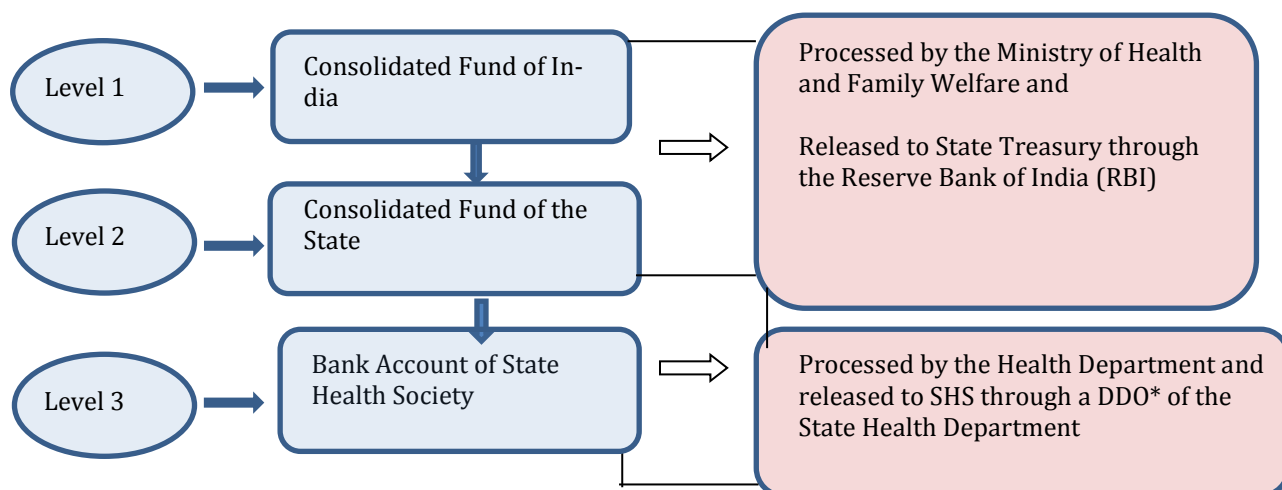 Level 1
Consolidated Fund of In-
dia
Processed by the Ministry of Health
and Family Welfare and
Released to State Treasury through
the Reserve Bank of India (RBI)
Level 2
Consolidated Fund of the
State
Level 3
Bank Account of State
Health Society
Processed by the Health Department and
released to SHS through a DDO* of the
State Health Department